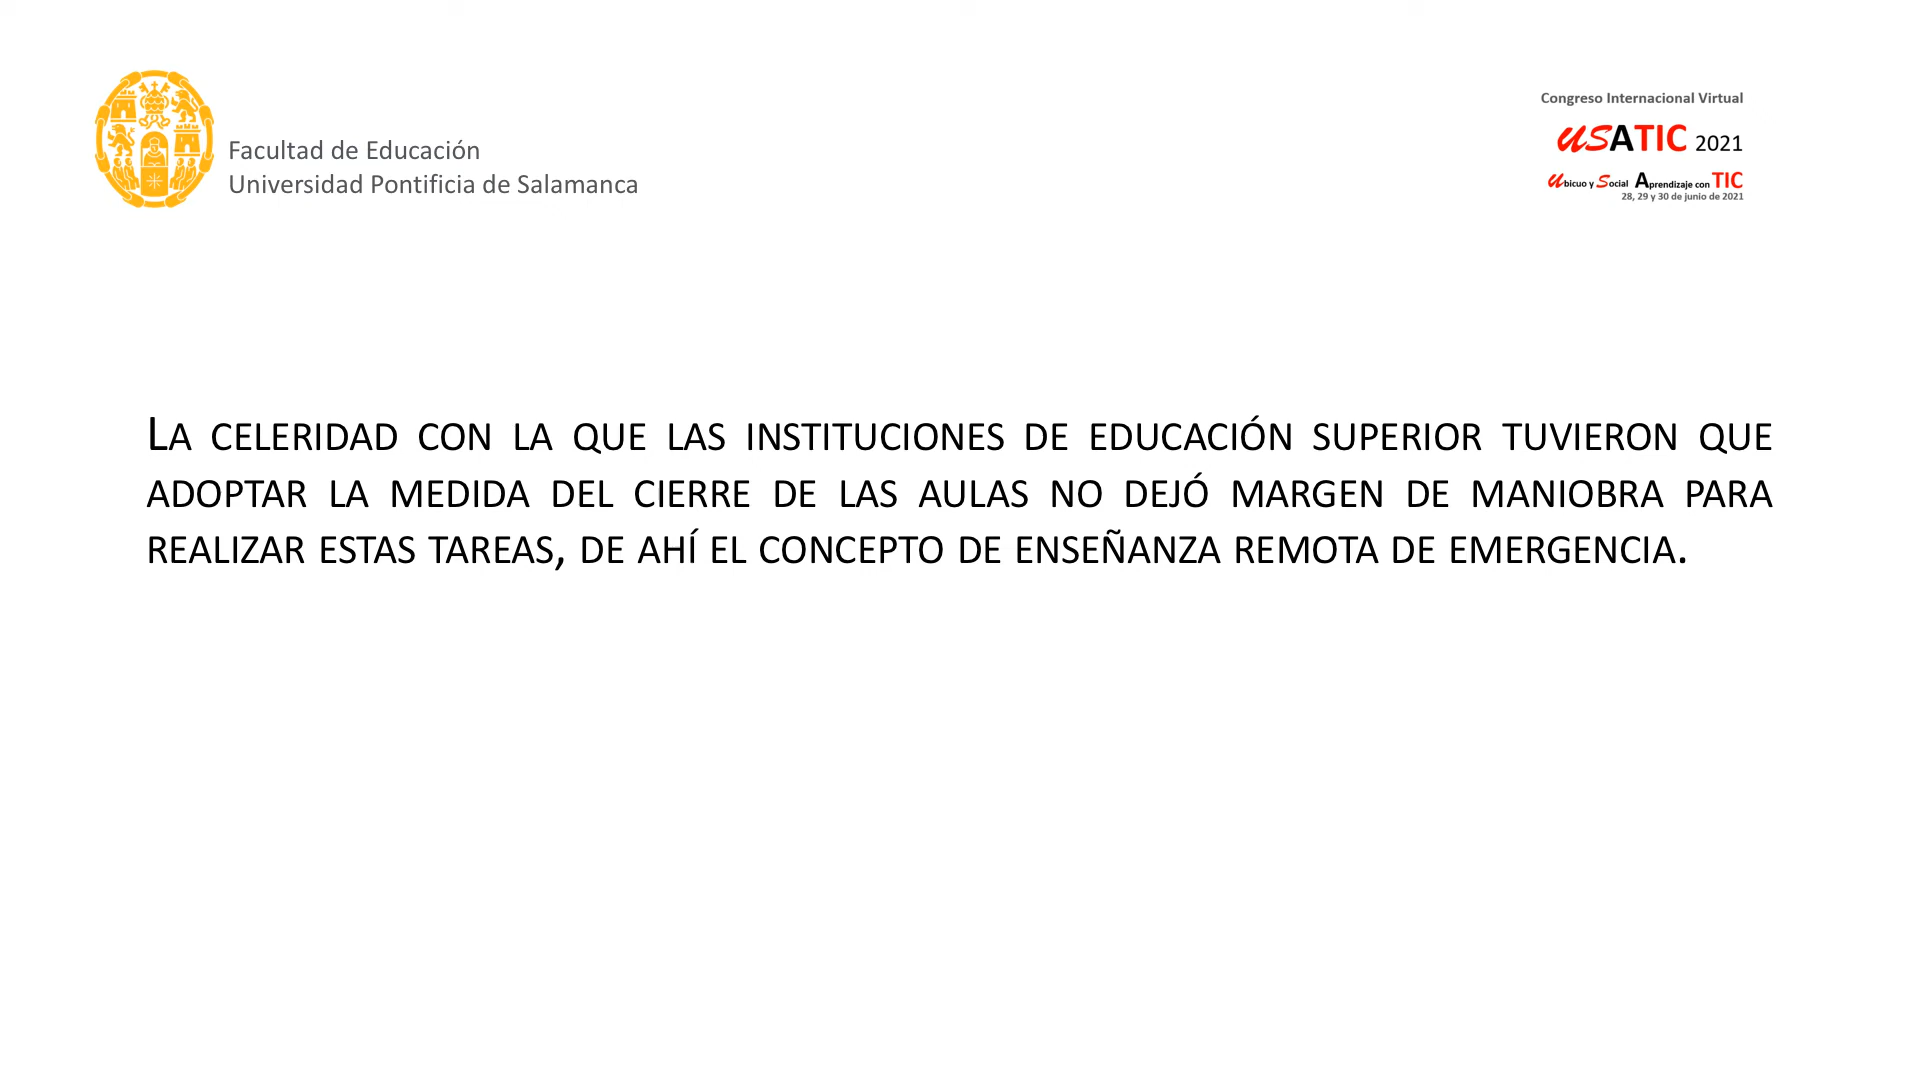 Facultad de Educación
Universidad Pontificia de Salamanca
Congreso Internacional Virtual
USATIC 2021
Ubicuo y Social Aprendizaje con TIC
28, 29 y 30 de junio de 2021
LA CELERIDAD CON LA QUE LAS INSTITUCIONES DE EDUCACIÓN SUPERIOR TUVIERON QUE
ADOPTAR LA MEDIDA DEL CIERRE DE LAS AULAS NO DEJÓ MARGEN DE MANIOBRA PARA
REALIZAR ESTAS TAREAS, DE AHÍ EL CONCEPTO DE ENSEÑANZA REMOTA DE EMERGENCIA.